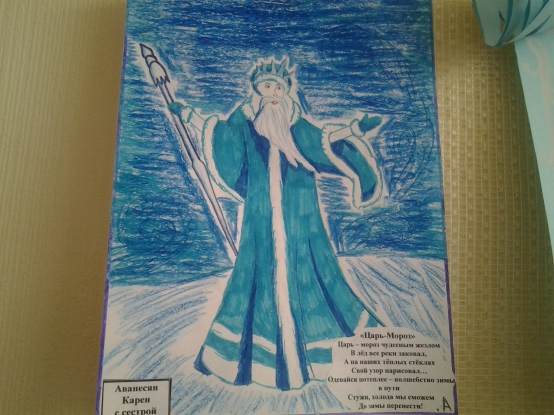 «Царь-Мороз»
Царь – мороз чудесным жезлом
В лёд все реки заковал,
А на наших тёплых стёклах
Свой узор нарисовал…
Одевайся потеплее – волшебство зимы
в пути
Стужи, холода мы сможем
До зимы перенести!
Аванесян
Карен
с сестрой
.А